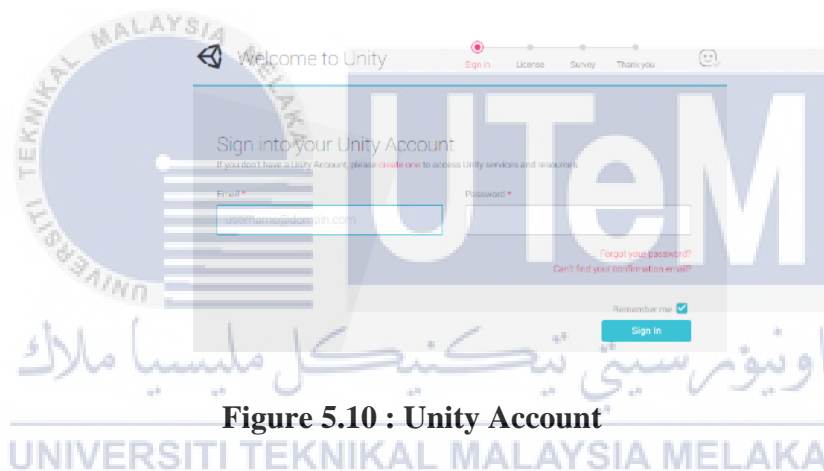 Welcome to Unity
Sign in License Survey Thank you
Sign into your Unity Account
If you don't have a Unity Account, please create one to access Unity services and resources.
Email * Password *
username@domain.com
Forgot your password?
Can't find your confirmation email?
Remember me
Sign In
Figure 5.10 : Unity Account
UNIVERSITI TEKNIKAL MALAYSIA MELAKA
UTeM
اونيۏرسيتي تيكنيكل مليسيا ملاك
UNIVERSITI TEKNIKAL MALAYSIA MELAKA